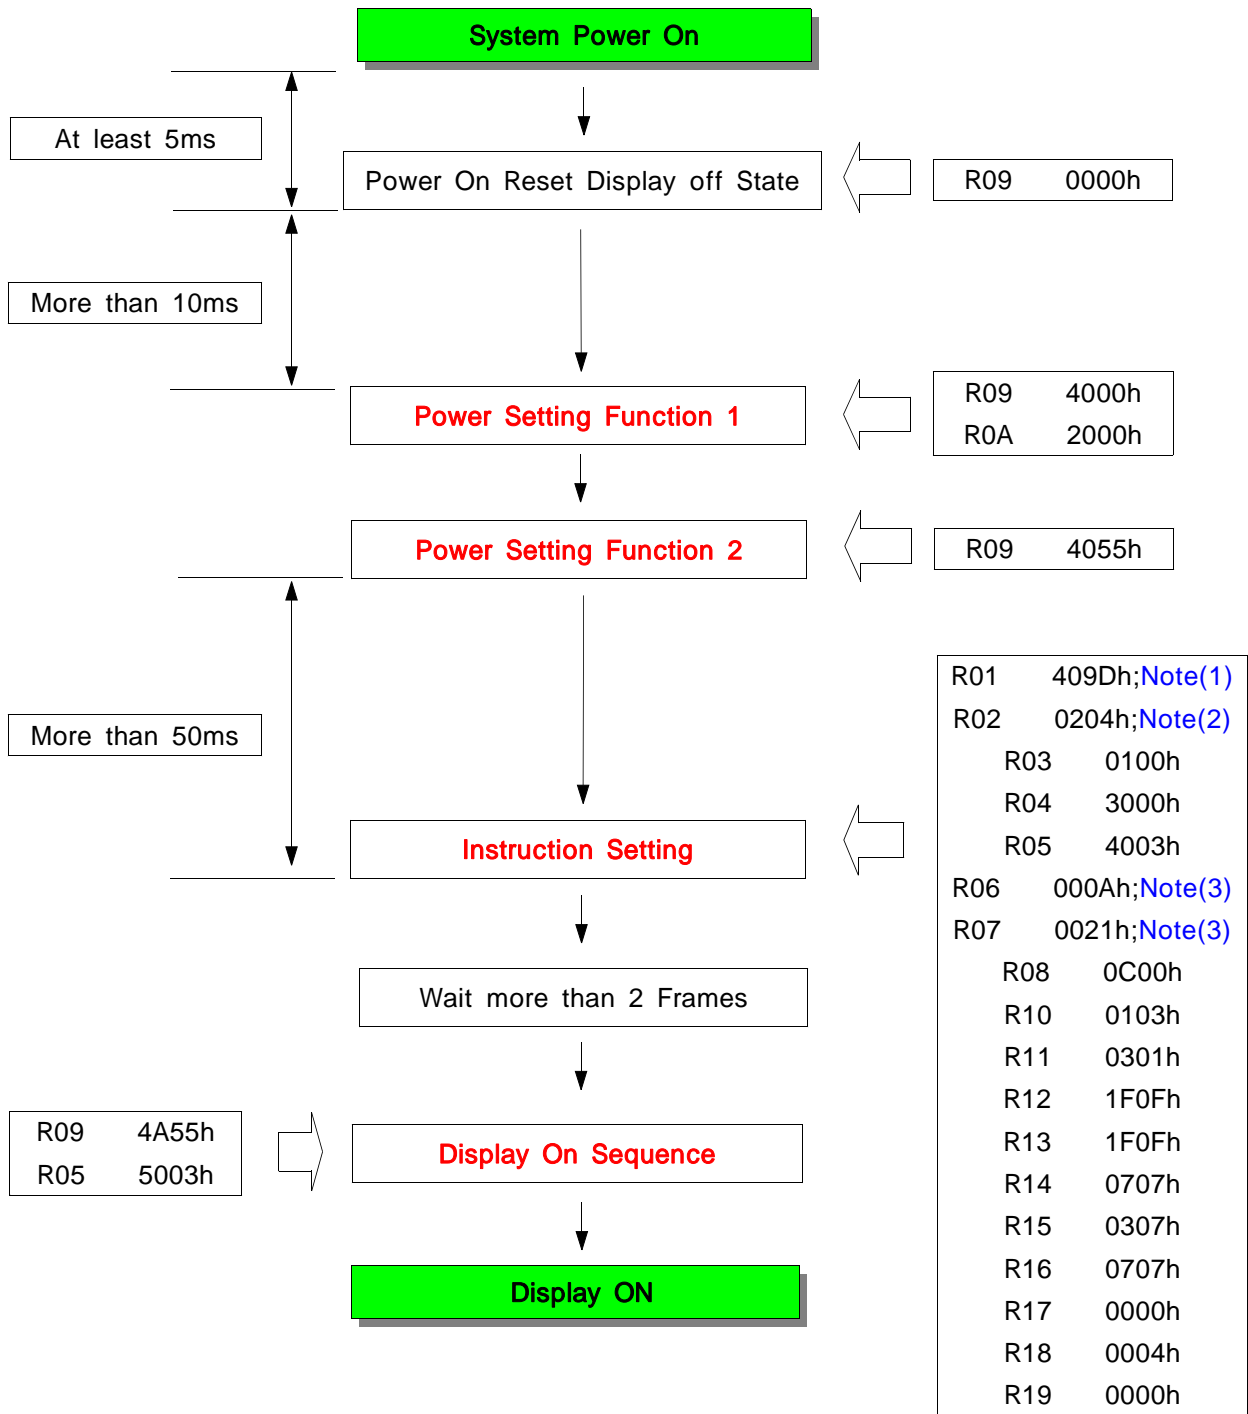 System Power On
At least 5ms
Power On Reset Display off State
R09 0000h
More than 10ms
Power Setting Function 1
R09 4000h
R0A 2000h
Power Setting Function 2
R09 4055h
More than 50ms
Instruction Setting
R01 409Dh;Note(1)
R02 0204h;Note(2)
R03 0100h
R04 3000h
R05 4003h
R06 000Ah;Note(3)
R07 0021h;Note(3)
R08 0C00h
R10 0103h
R11 0301h
R12 1F0Fh
R13 1F0Fh
R14 0707h
R15 0307h
R16 0707h
R17 0000h
R18 0004h
R19 0000h
Wait more than 2 Frames
R09 4A55h
R05 5003h
Display On Sequence
Display ON